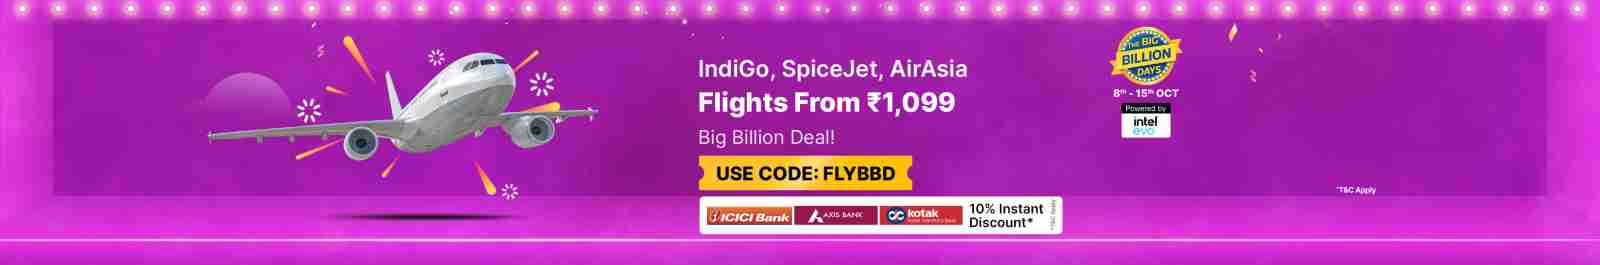 IndiGo, SpiceJet, AirAsia
Flights From ₹1,099
Big Billion Deal!
USE CODE: FLYBBD
ICICI Bank
AXIS BANK
kotak
10% Instant
Discount*
THE BIG
BILLION
DAYS
8th - 15th OCT
Powered by
intel
evo
*T&C Apply